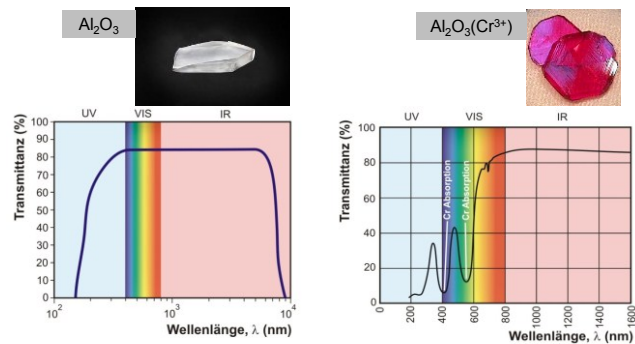 Al₂O₃
UV VIS IR
Transmittanz (%)
100
90
80
70
60
50
40
30
20
10
0
10² 10³ 10⁴
Wellenlänge, λ (nm)
Al₂O₃(Cr³⁺)
UV VIS IR
Transmittanz (%)
100
80
60
40
20
0
Cr Absorption
Cr Absorption
0 200 400 600 800 1000 1200 1400 1600
Wellenlänge, λ (nm)